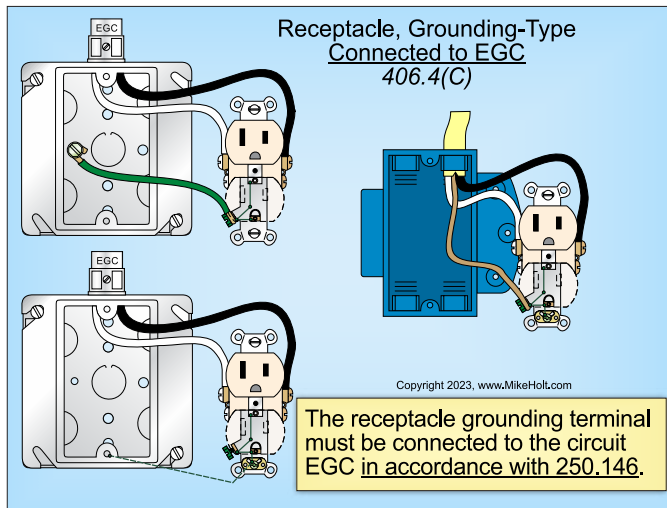 EGC
Receptacle, Grounding-Type
Connected to EGC
406.4(C)
EGC
Copyright 2023, www.MikeHolt.com
The receptacle grounding terminal
must be connected to the circuit
EGC in accordance with 250.146.